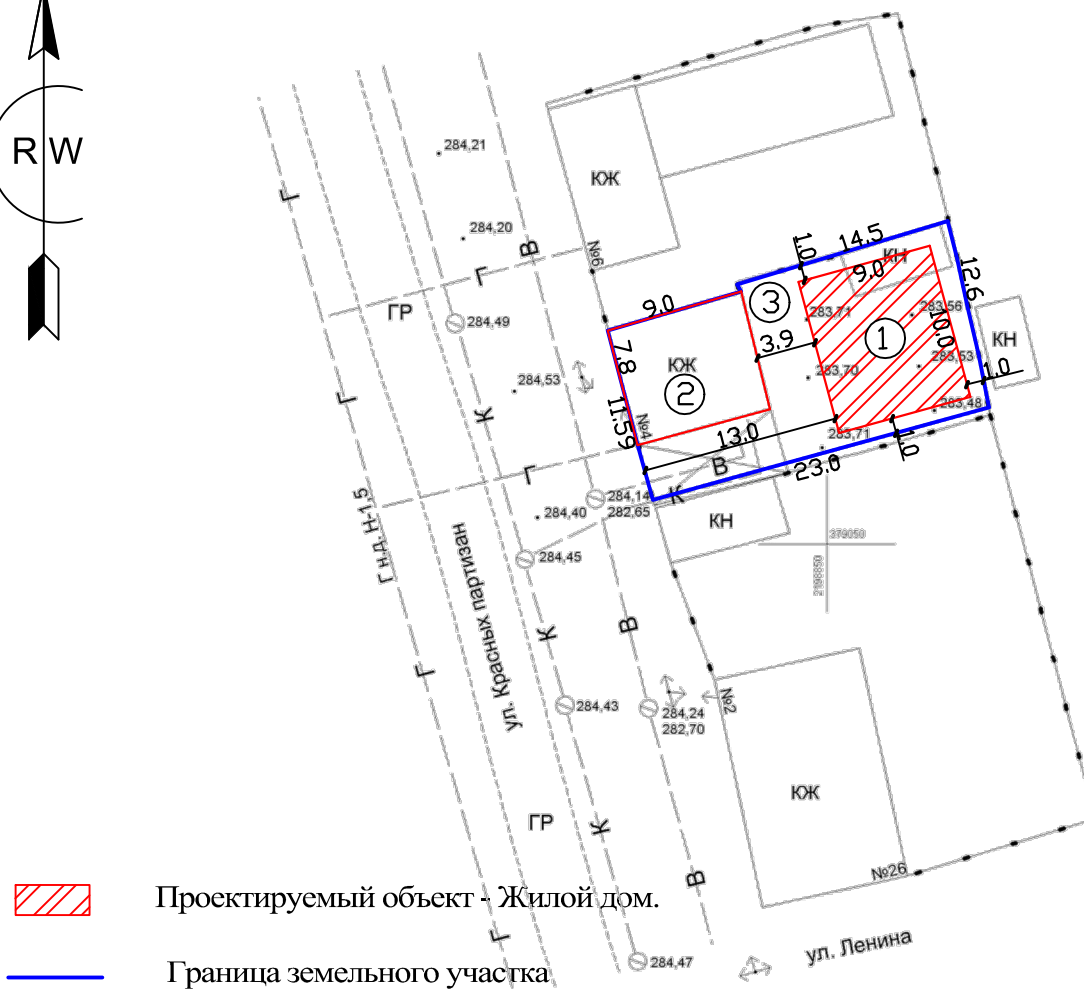 R W
284,21
КЖ
284,20
В
№6
Г
14.5
1.0
КН
9.0
12.6
ГР
284,49
9.0
3
283,71
283,56
10.0
1
КН
3.9
7.8
КЖ
2
283,70
283,53
1.0
284,53
11.59
№4
283,48
К
13.0
283,71
1.0
В
23.0
Г
К
284,14
282,65
284,40
КН
379050
2198850
284,45
Г н.д. Н-1,5
ул. Красных партизан
К
В
Г
284,43
№2
284,24
282,70
КЖ
ГР
К
№26
В
Проектируемый объект - Жилой дом.
Г
ул. Ленина
284,47
Граница земельного участка